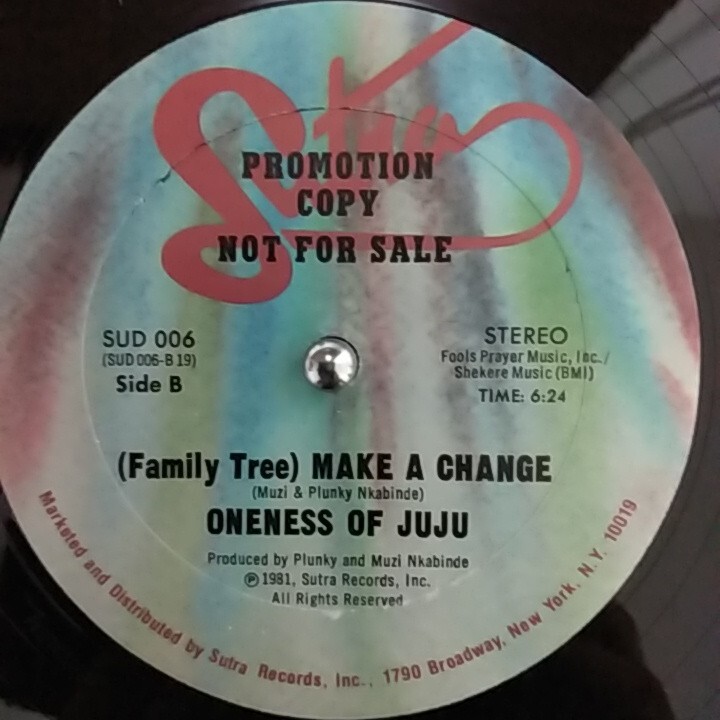 Sutra
PROMOTION
COPY
NOT FOR SALE
SUD 006
(SUD 006-B 19)
Side B
STEREO
Fools Prayer Music, Inc./
Shekere Music (BMI)
TIME: 6:24
(Family Tree) MAKE A CHANGE
(Muzi & Plunky Nkabinde)
ONENESS OF JUJU
Produced by Plunky and Muzi Nkabinde
Ⓟ1981, Sutra Records, Inc.
All Rights Reserved
Marketed and Distributed by Sutra Records, Inc., 1790 Broadway, New York, N.Y. 10019